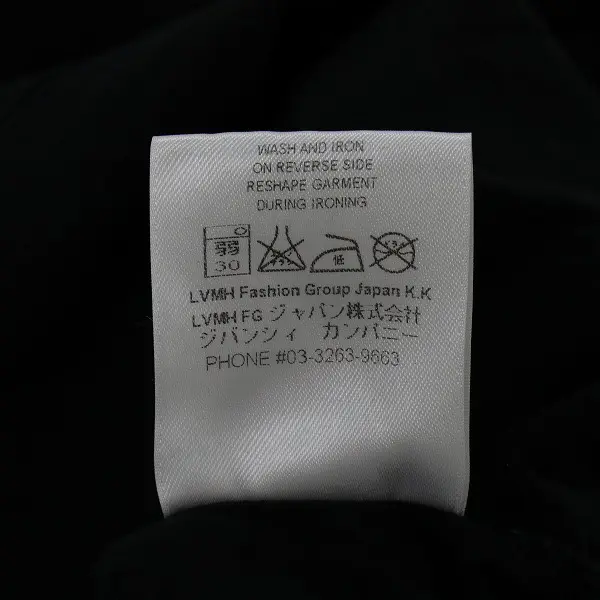 WASH AND IRON
ON REVERSE SIDE
RESHAPE GARMENT
DURING IRONING
弱
30
低
LVMH Fashion Group Japan K.K
LVMH FG ジャパン株式会社
ジバンシィ カンパニー
PHONE #03-3263-9663